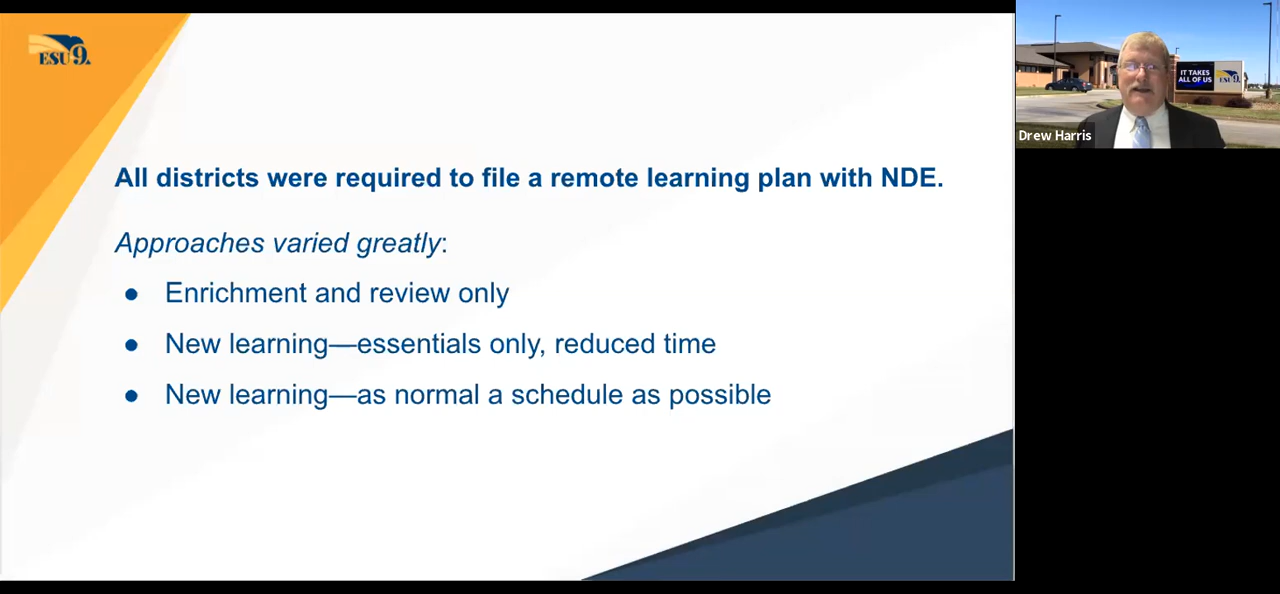 ESU9
All districts were required to file a remote learning plan with NDE.
Approaches varied greatly:
● Enrichment and review only
● New learning—essentials only, reduced time
● New learning—as normal a schedule as possible
IT TAKES
ALL OF US
ESU9
Drew Harris